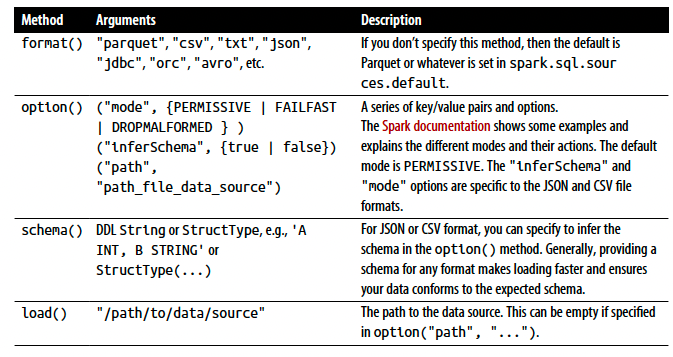 Method Arguments Description
format() "parquet", "csv", "txt", "json", If you don't specify this method, then the default is
"jdbc", "orc", "avro", etc. Parquet or whatever is set in spark.sql.sour
ces.default.
option() ("mode", {PERMISSIVE | FAILFAST A series of key/value pairs and options.
| DROPMALFORMED } ) The Spark documentation shows some examples and
("inferSchema", {true | false}) explains the different modes and their actions. The default
("path", mode is PERMISSIVE. The "inferSchema" and
"path_file_data_source") "mode" options are specific to the JSON and CSV file
formats.
schema() DDL String or StructType, e.g., 'A For JSON or CSV format, you can specify to infer the
INT, B STRING' or schema in the option() method. Generally, providing a
StructType(...) schema for any format makes loading faster and ensures
your data conforms to the expected schema.
load() "/path/to/data/source" The path to the data source. This can be empty if specified
in option("path", "...").